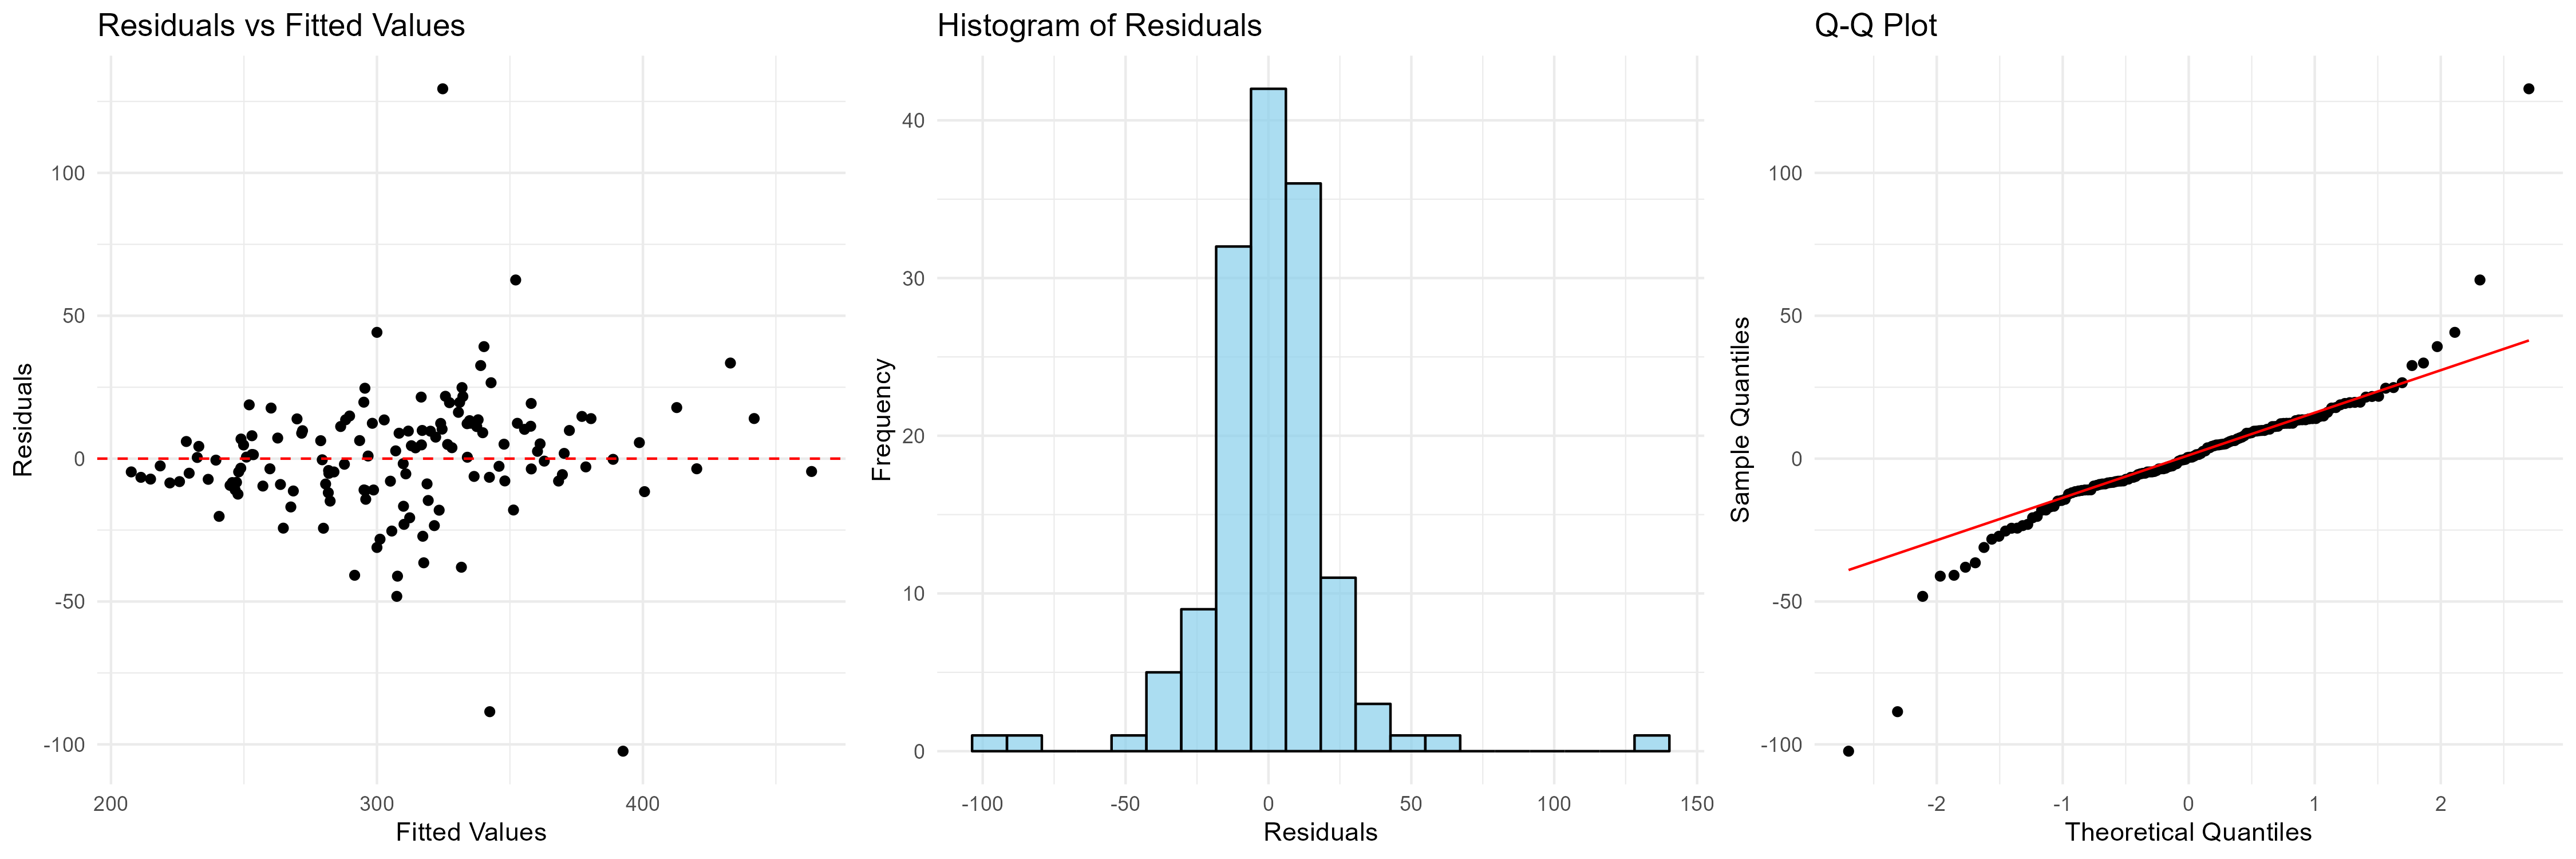 Residuals vs Fitted Values
Residuals
100
50
0
-50
-100
200 300 400
Fitted Values
Histogram of Residuals
Frequency
40
30
20
10
0
-100 -50 0 50 100 150
Residuals
Q-Q Plot
Sample Quantiles
100
50
0
-50
-100
-2 -1 0 1 2
Theoretical Quantiles